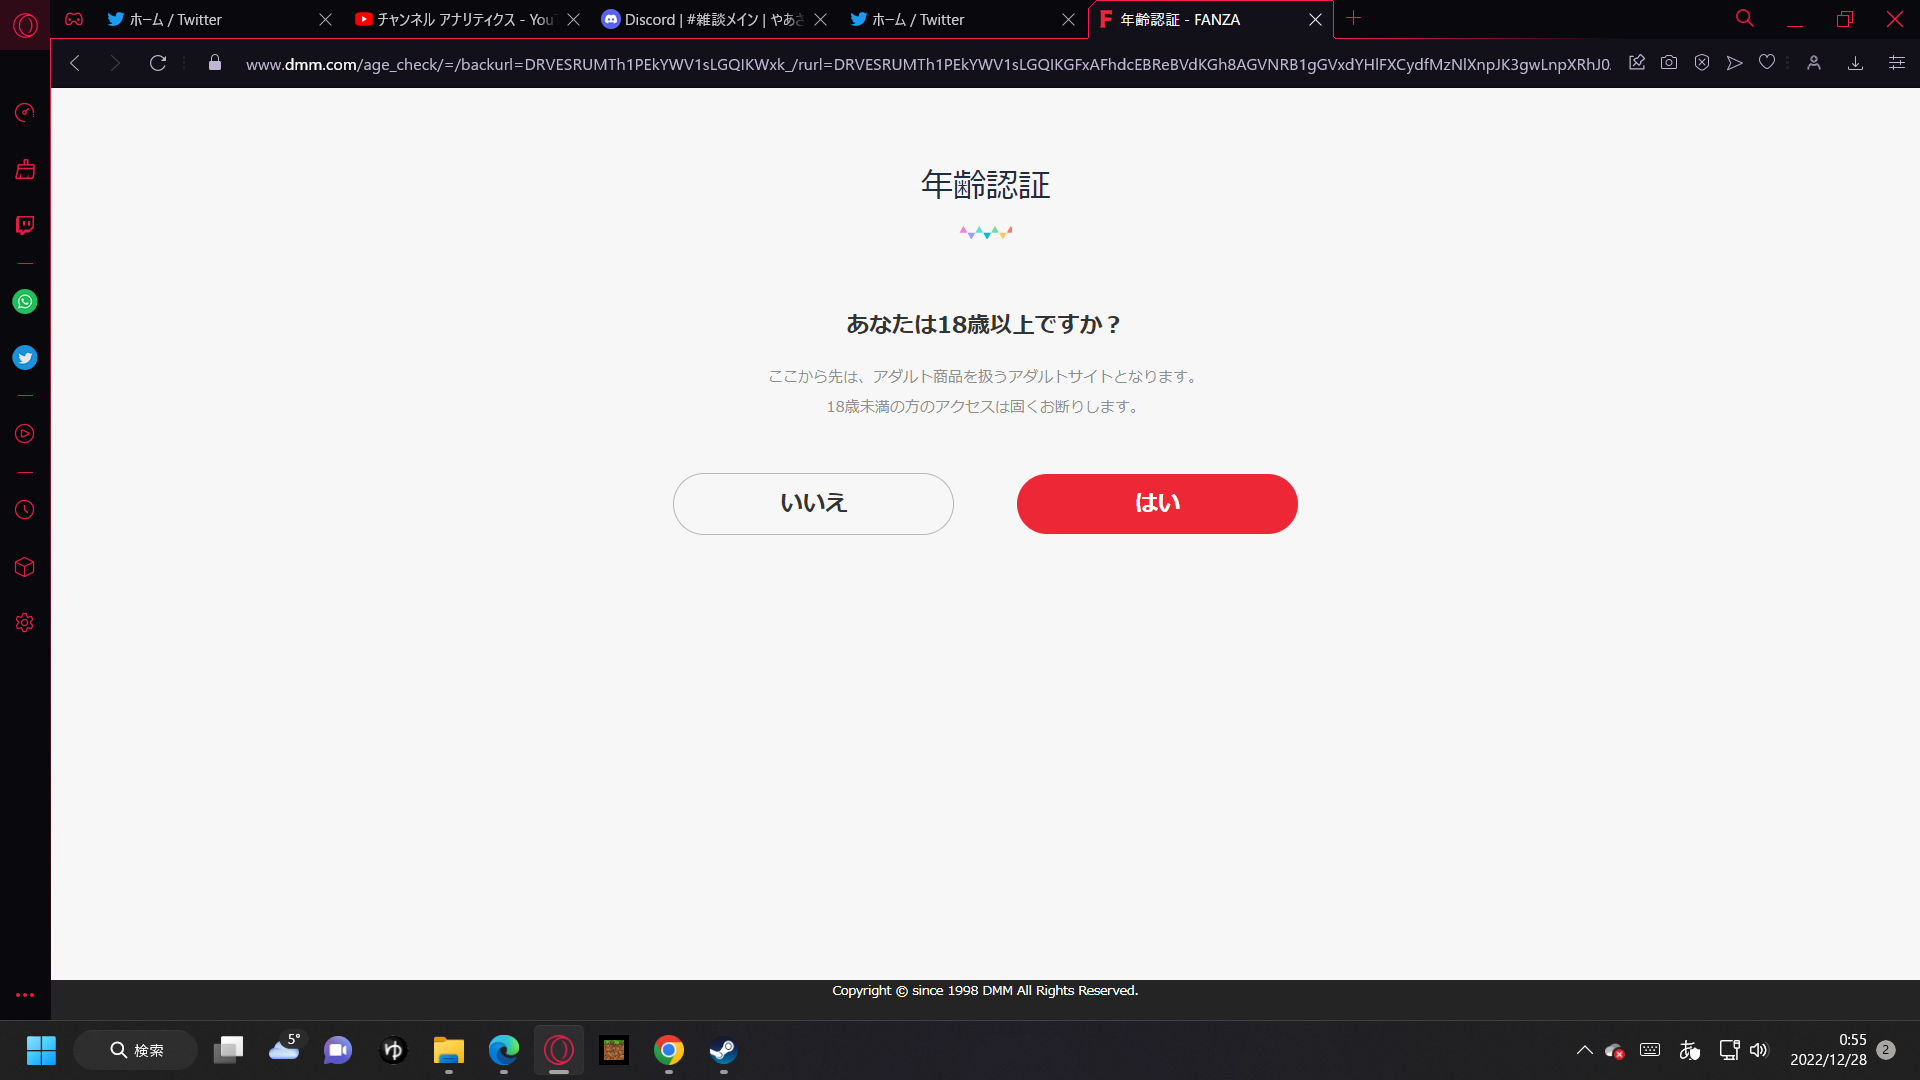 ホーム / Twitter
チャンネル アナリティクス - You
Discord | #雑談メイン | やあさ
ホーム / Twitter
年齢認証 - FANZA
www.dmm.com/age_check/=/backurl=DRVESRUMTh1PEkYWV1sLGQIKWxk_/rurl=DRVESRUMTh1PEkYWV1sLGQIKGFxAFhdcEBReBVdKGh8AGVNRB1gGVxdYHlFXCydfMzNlXnpJK3gwLnpXRhJ0
年齢認証
あなたは18歳以上ですか？
ここから先は、アダルト商品を扱うアダルトサイトとなります。
18歳未満の方のアクセスは固くお断りします。
いいえ
はい
Copyright © since 1998 DMM All Rights Reserved.
検索
5°
ゆ
あ
0:55
2022/12/28
2